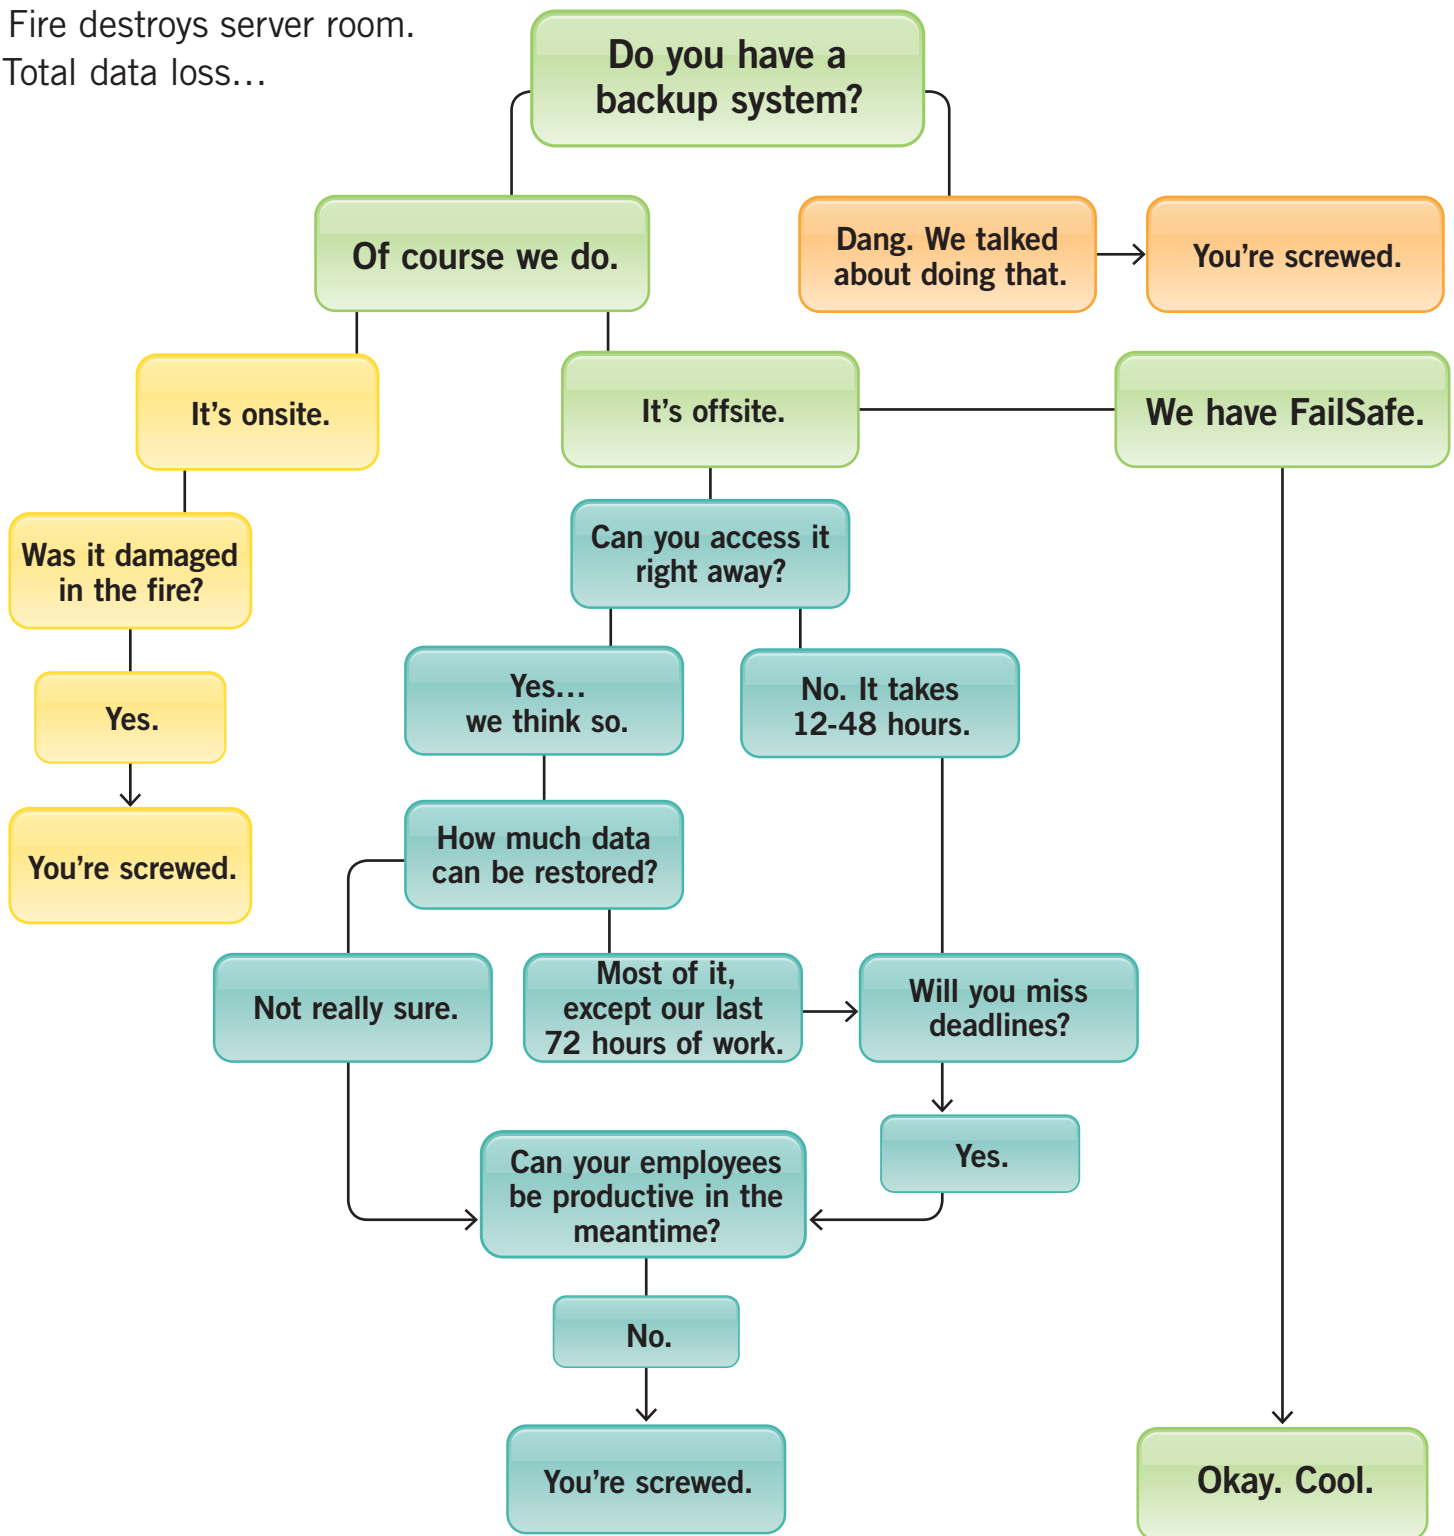 Fire destroys server room.
Total data loss…
Do you have a
backup system?
Of course we do.
Dang. We talked
about doing that.
You're screwed.
It's onsite.
It's offsite.
We have FailSafe.
Was it damaged
in the fire?
Can you access it
right away?
Yes.
Yes…
we think so.
No. It takes
12-48 hours.
You're screwed.
How much data
can be restored?
Not really sure.
Most of it,
except our last
72 hours of work.
Will you miss
deadlines?
Yes.
Can your employees
be productive in the
meantime?
No.
You're screwed.
Okay. Cool.